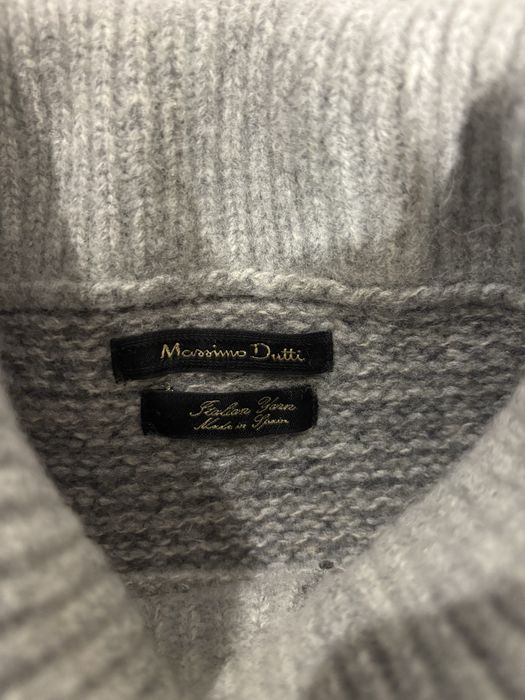 Massimo Dutti
Italian Yarn
Made in Spain